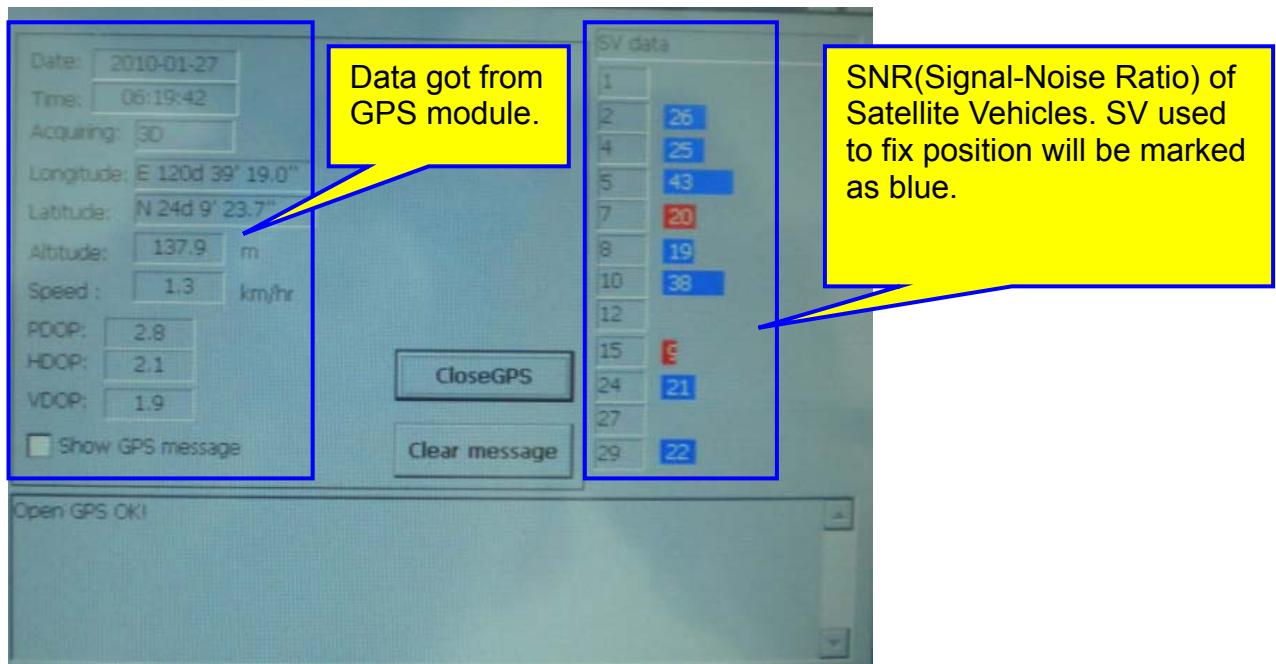 Date: 2010-01-27
Time: 06:19:42
Acquiring: 3D
Longitude: E 120d 39' 19.0"
Latitude: N 24d 9' 23.7"
Altitude: 137.9 m
Speed : 1.3 km/hr
PDOP: 2.8
HDOP: 2.1
VDOP: 1.9
Show GPS message
Data got from
GPS module.
CloseGPS
Clear message
SV data
1
2 26
4 25
5 43
7 20
8 19
10 38
12
15 9
24 21
27
29 22
SNR(Signal-Noise Ratio) of
Satellite Vehicles. SV used
to fix position will be marked
as blue.
Open GPS OK!